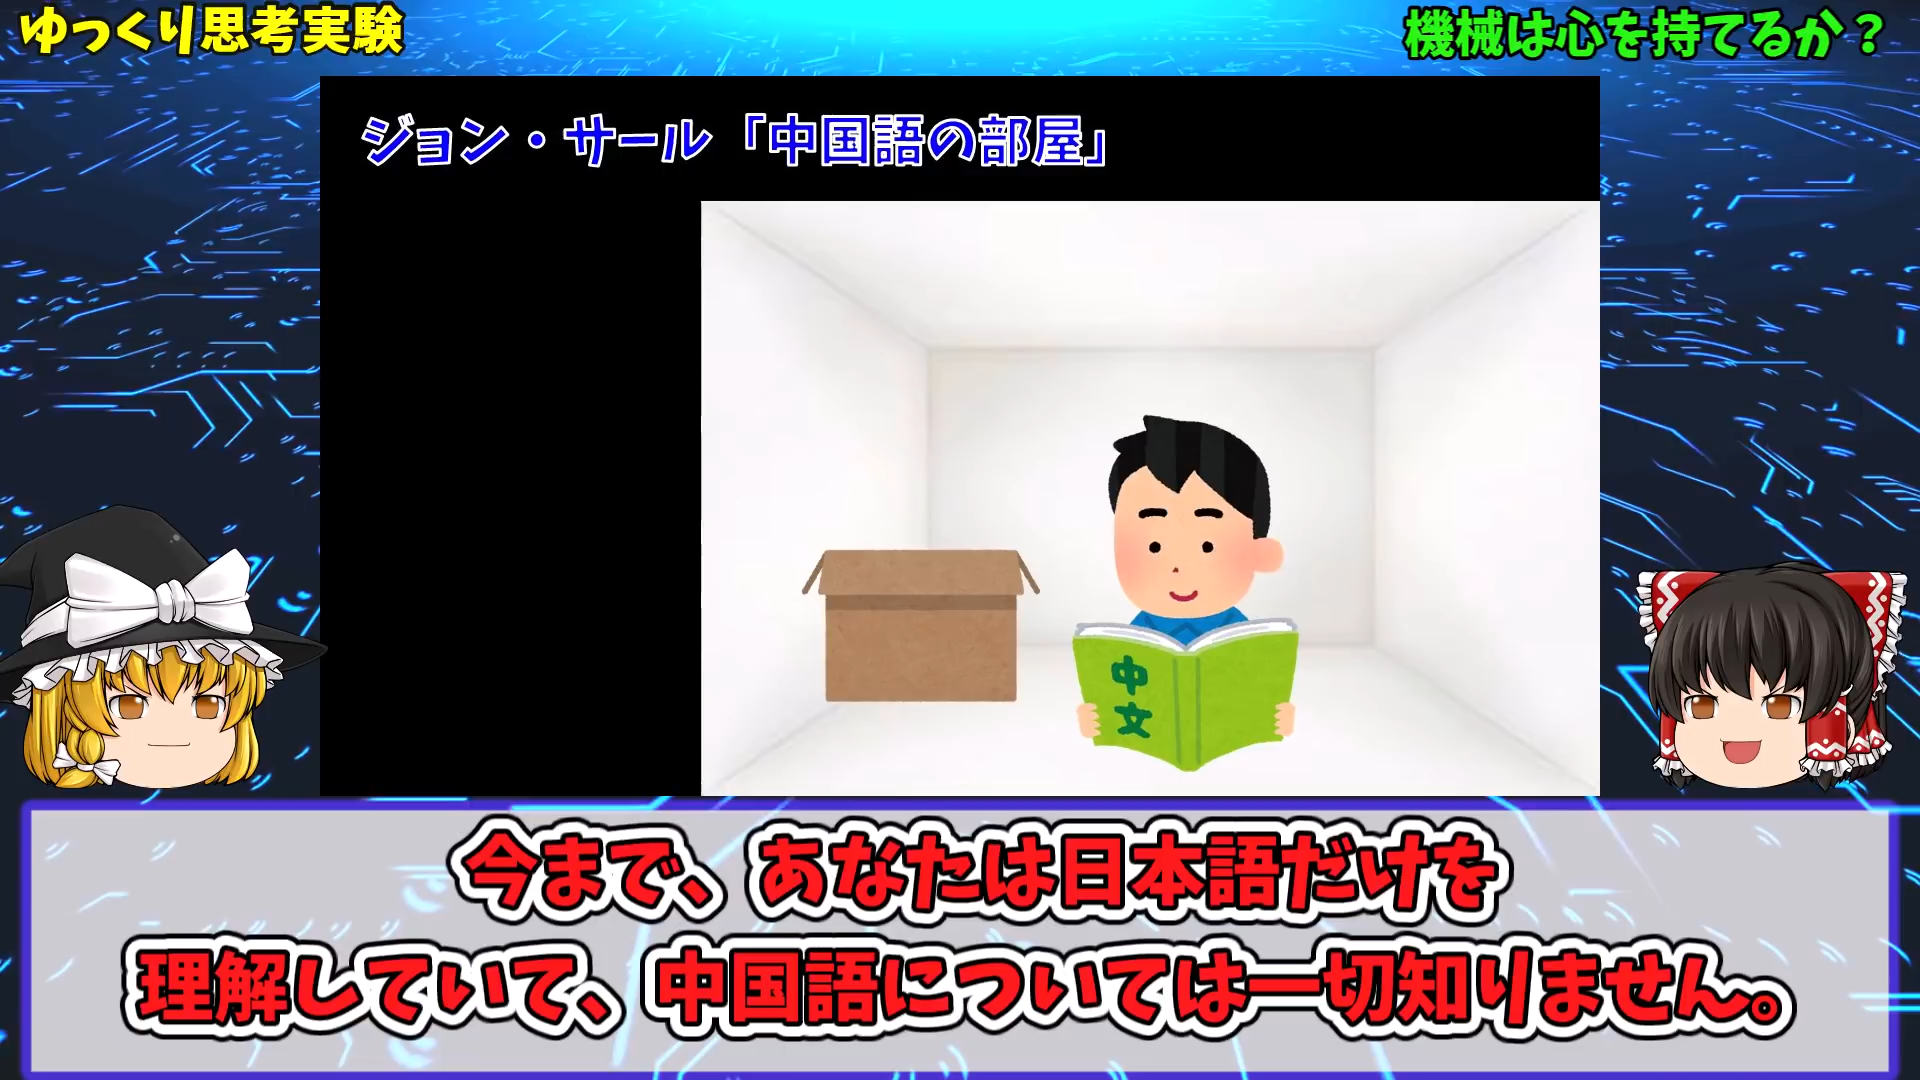 ゆっくり思考実験
機械は心を持てるか？
ジョン・サール「中国語の部屋」
中文
今まで、あなたは日本語だけを
理解していて、中国語については一切知りません。